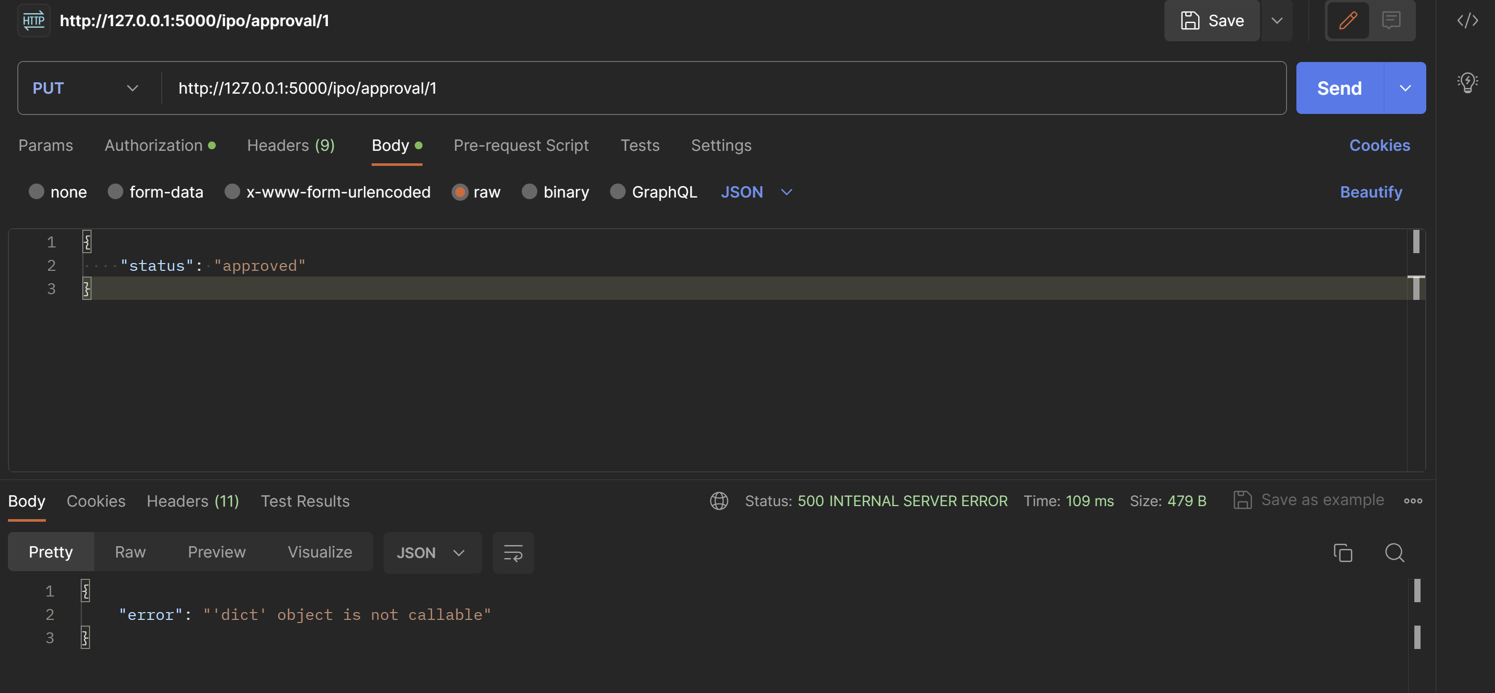 HTTP http://127.0.0.1:5000/ipo/approval/1 Save
PUT http://127.0.0.1:5000/ipo/approval/1 Send
Params Authorization Headers (9) Body Pre-request Script Tests Settings Cookies
none form-data x-www-form-urlencoded raw binary GraphQL JSON Beautify
1 {
2 "status": "approved"
3 }
Body Cookies Headers (11) Test Results Status: 500 INTERNAL SERVER ERROR Time: 109 ms Size: 479 B Save as example
Pretty Raw Preview Visualize JSON
1 {
2 "error": "'dict' object is not callable"
3 }